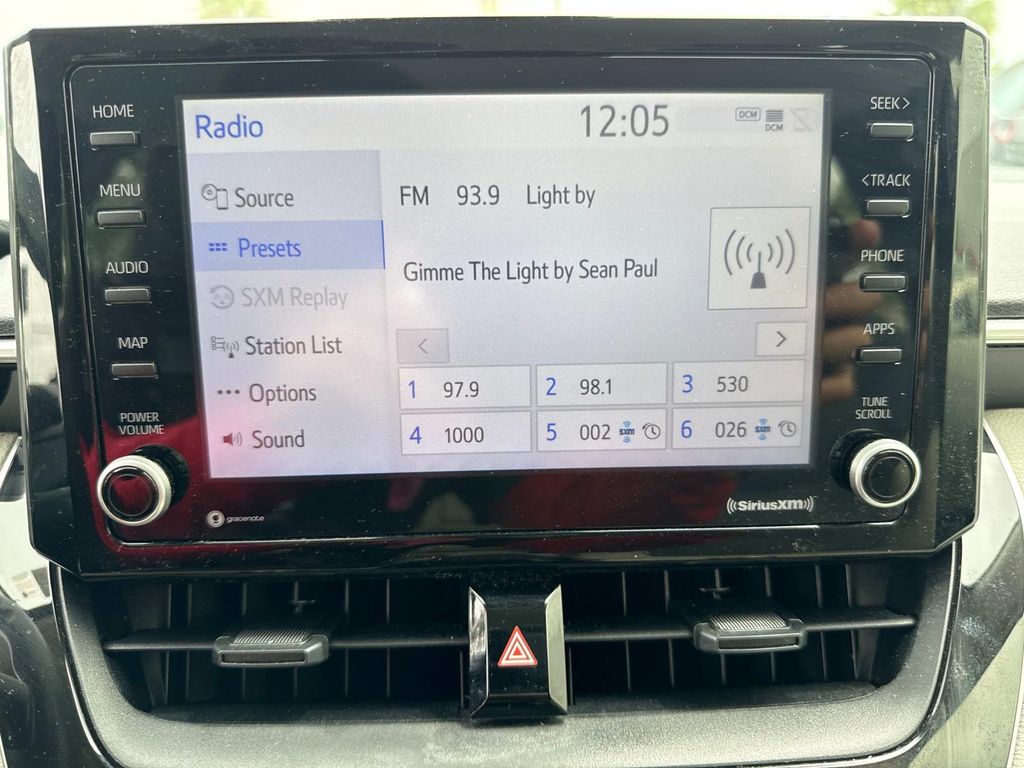 HOME
MENU
AUDIO
MAP
POWER
VOLUME
Radio
12:05
DCM
DCM
Source
Presets
SXM Replay
Station List
Options
Sound
FM 93.9 Light by
Gimme The Light by Sean Paul
< >
1 97.9
2 98.1
3 530
4 1000
5 002 sxm
6 026 sxm
SEEK>
<TRACK
PHONE
APPS
TUNE
SCROLL
gracenote
((SiriusXM))